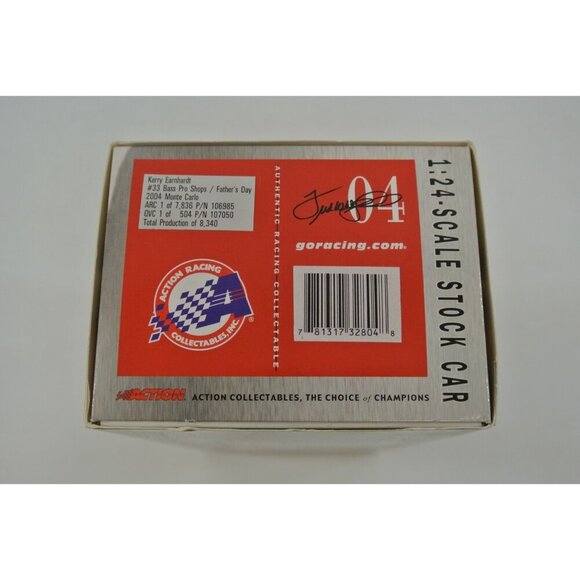 Kerry Earnhardt
#33 Bass Pro Shops / Father's Day
2004 Monte Carlo
ARC 1 of 7,836 P/N 106985
QVC 1 of 504 P/N 107050
Total Production of 8,340
ACTION RACING
COLLECTABLES, INC.
®
AUTHENTIC RACING COLLECTABLE
04
goracing.com®
7 81317 32804 8
1:24-SCALE STOCK CAR
ACTION
ACTION COLLECTABLES, THE CHOICE of CHAMPIONS